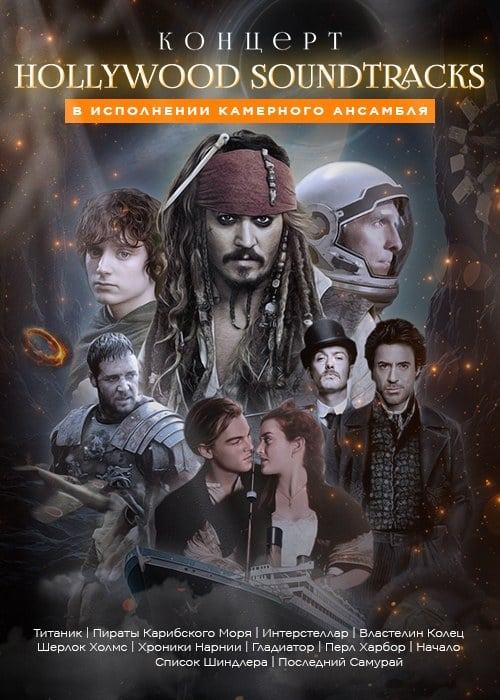 КОНЦЕРТ
HOLLYWOOD SOUNDTRACKS
В ИСПОЛНЕНИИ КАМЕРНОГО АНСАМБЛЯ
Титаник | Пираты Карибского Моря | Интерстеллар | Властелин Колец
Шерлок Холмс | Хроники Нарнии | Гладиатор | Перл Харбор | Начало
Список Шиндлера | Последний Самурай